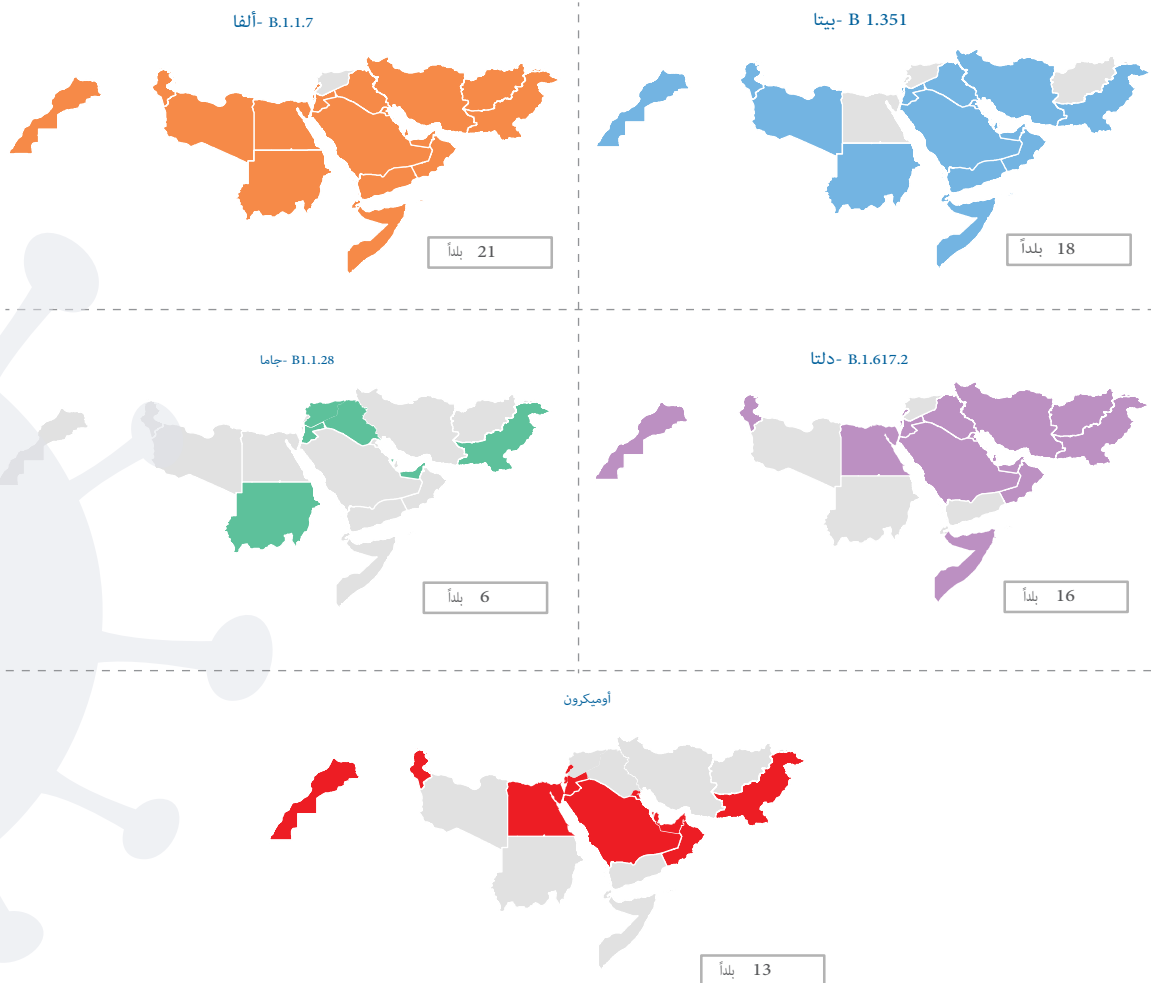 ألفا- B.1.1.7
بيتا- B 1.351
21 بلداً
18 بلداً
جاما- B1.1.28
دلتا- B.1.617.2
6 بلداً
16 بلداً
أوميكرون
13 بلداً